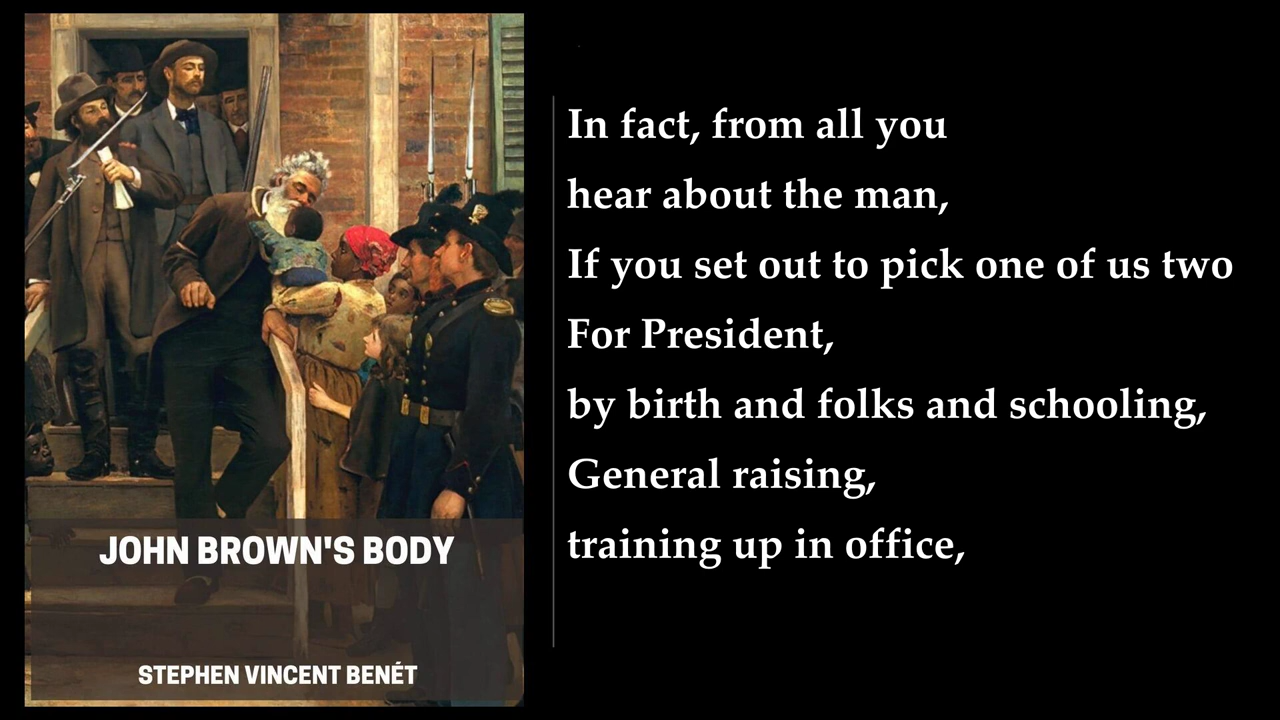 JOHN BROWN'S BODY
STEPHEN VINCENT BENÉT
In fact, from all you
hear about the man,
If you set out to pick one of us two
For President,
by birth and folks and schooling,
General raising,
training up in office,